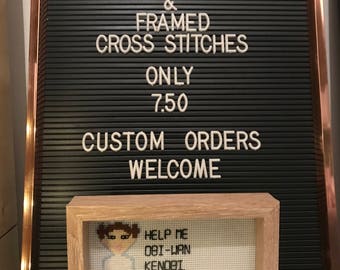 &
FRAMED
CROSS STITCHES
ONLY
7.50
CUSTOM ORDERS
WELCOME
HELP ME
OBI-WAN
KENOBI